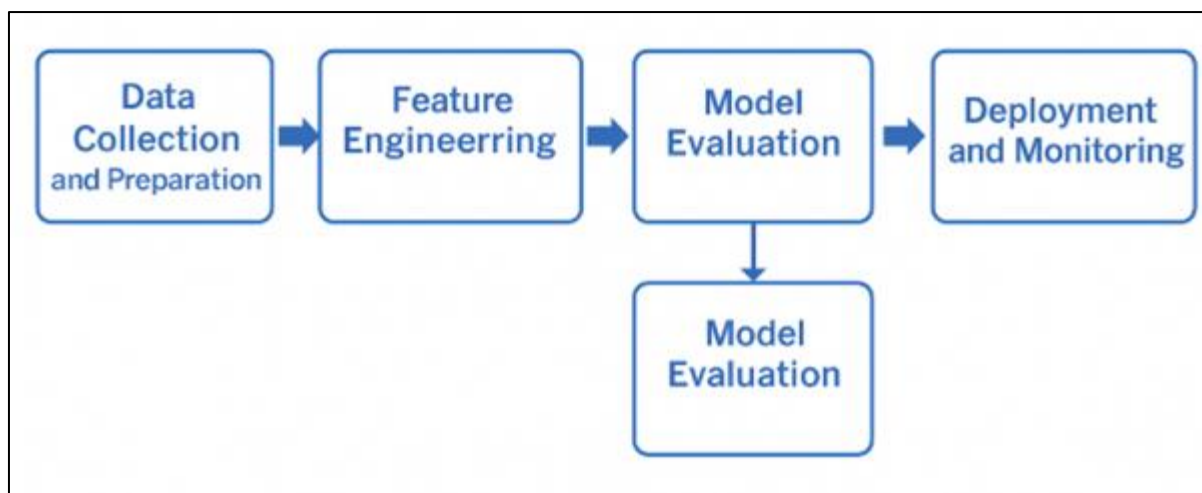 Data
Collection
and Preparation
Feature
Engineerring
Model
Evaluation
Deployment
and Monitoring
Model
Evaluation